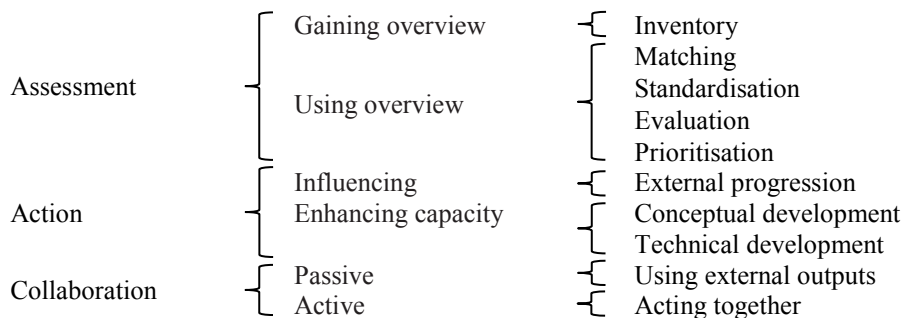 Gaining overview Inventory
Matching
Assessment Standardisation
Using overview Evaluation
Prioritisation
Influencing External progression
Action Enhancing capacity Conceptual development
Technical development
Passive Using external outputs
Collaboration
Active Acting together